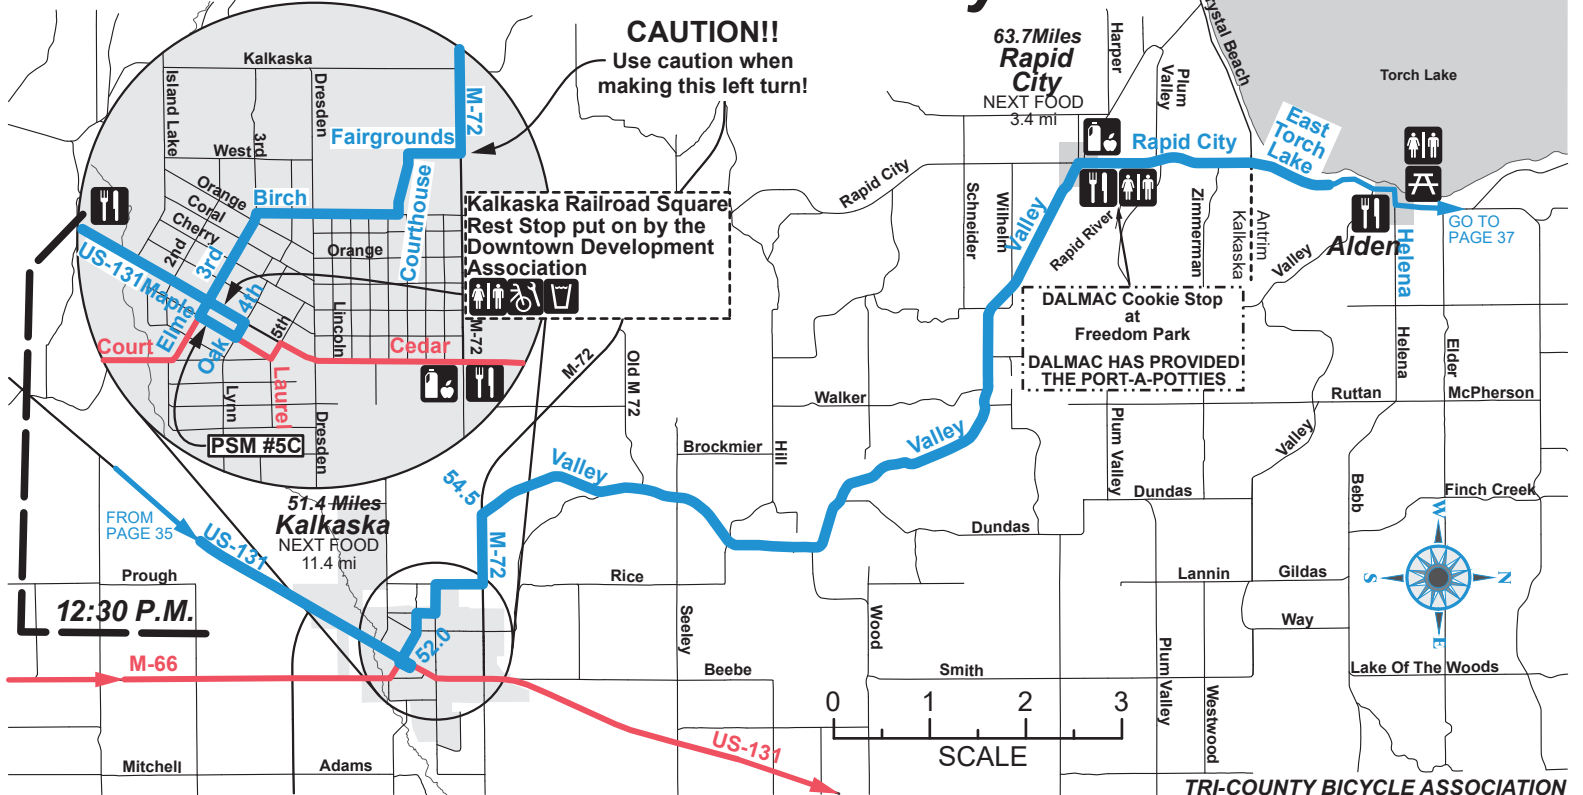 CAUTION!!
Use caution when
making this left turn!
63.7Miles
Rapid
City
NEXT FOOD
3.4 mi
Harper
Plum
Valley
Crystal Beach
Torch Lake
Kalkaska
Island Lake
3rd
Dresden
M-72
Fairgrounds
West
Orange
Coral
Cherry
2nd
Birch
Courthouse
Orange
US-131
Maple
3rd
4th
5th
Elm
Oak
Lincoln
M-72
Court
Cedar
Laurel
Lynn
Dresden
PSM #5C
Kalkaska Railroad Square
Rest Stop put on by the
Downtown Development
Association
Rapid City
Rapid City
East
Torch
Lake
Schneider
Wilhelm
Valley
Rapid River
Zimmerman
Kalkaska
Antrim
Valley
Alden
Helena
GO TO
PAGE 37
DALMAC Cookie Stop
at
Freedom Park
DALMAC HAS PROVIDED
THE PORT-A-POTTIES
M-72
Old M 72
Walker
Helena
Elder
Ruttan
McPherson
Brockmier
Hill
Valley
Plum Valley
Valley
Valley
54.5
51.4 Miles
Kalkaska
NEXT FOOD
11.4 mi
FROM
PAGE 35
US-131
M-72
Dundas
Dundas
Bebb
Finch Creek
W
N
S
E
Prough
Rice
Lannin
Gildas
12:30 P.M.
52.0
Seeley
Wood
Way
M-66
Beebe
Smith
Plum Valley
Westwood
Lake Of The Woods
0
1
2
3
SCALE
US-131
Mitchell
Adams
TRI-COUNTY BICYCLE ASSOCIATION